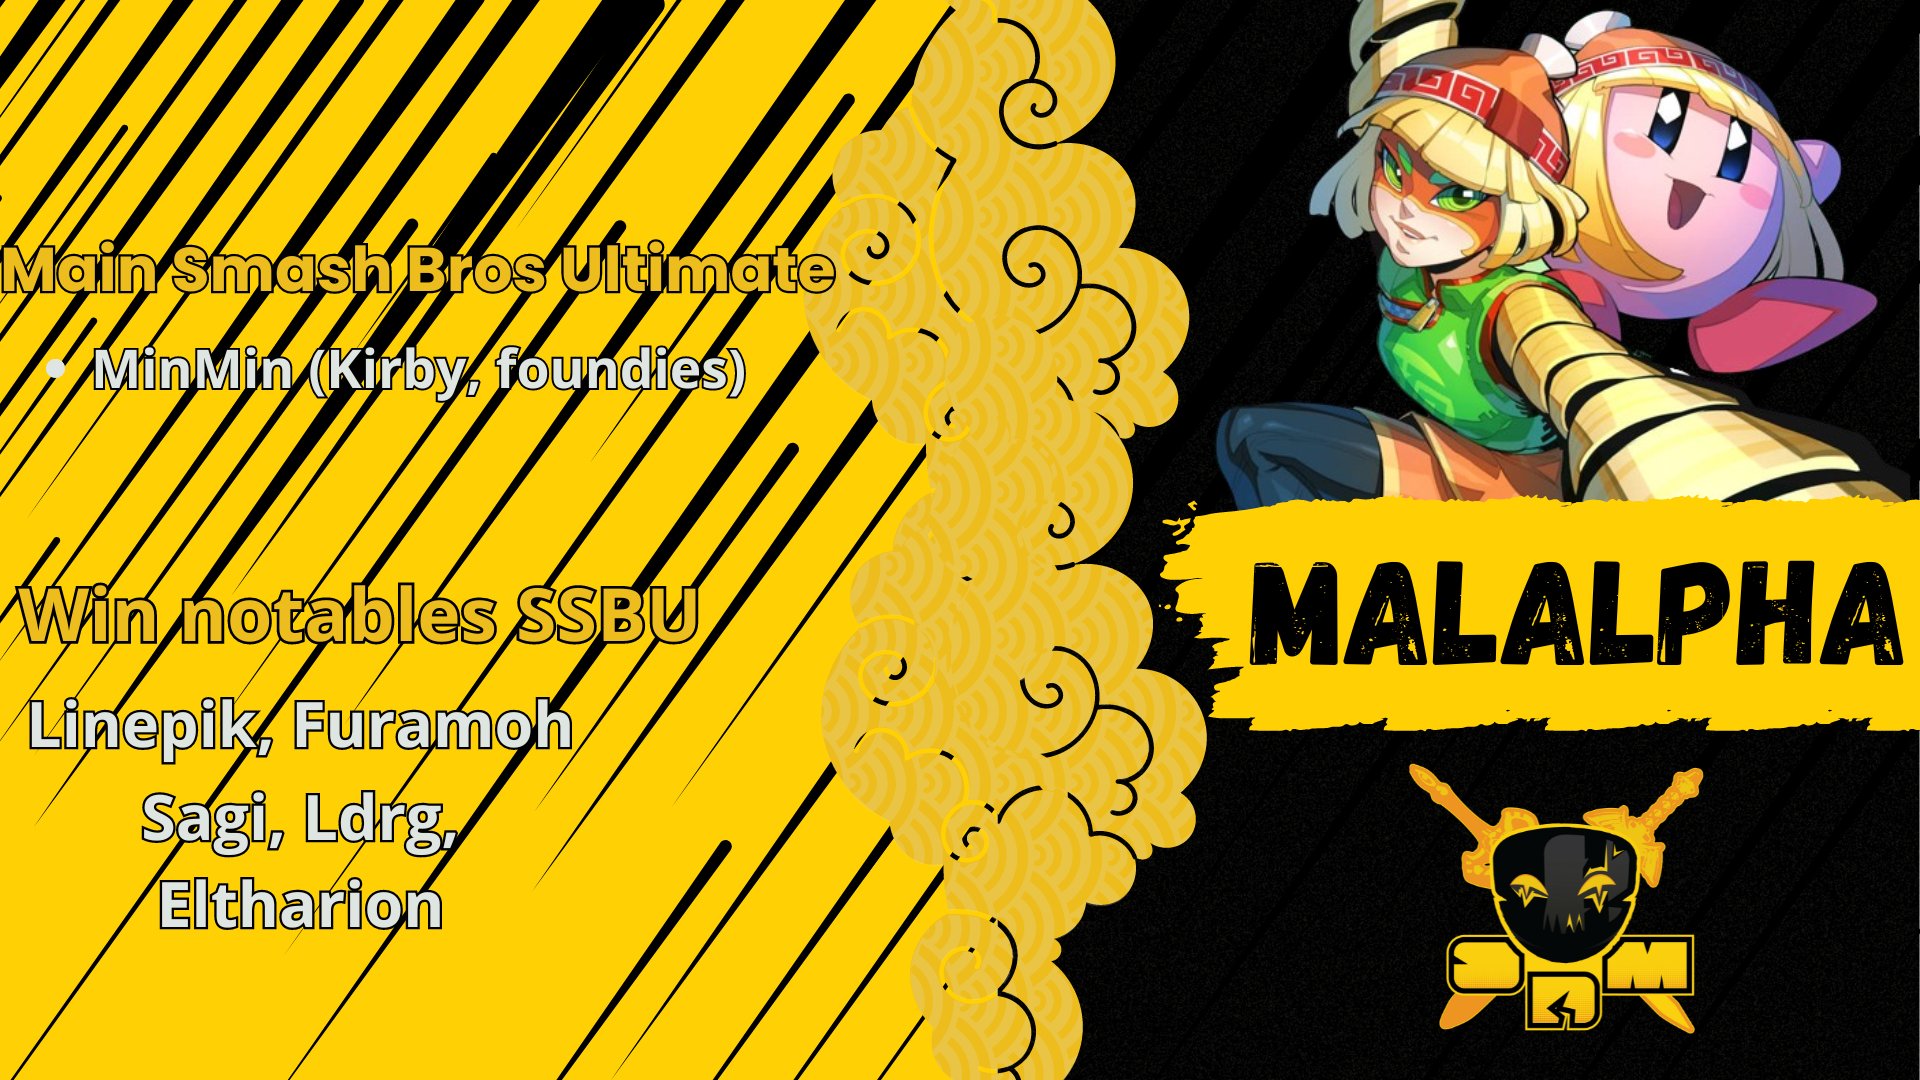 Main Smash Bros Ultimate
• MinMin (Kirby, foundies)
Win notables SSBU
Linepik, Furamoh
Sagi, Ldrg,
Eltharion
MALALPHA